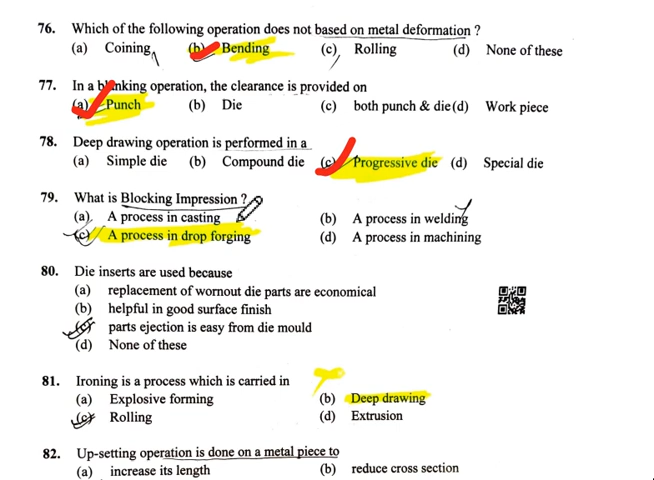 76. Which of the following operation does not based on metal deformation ?
(a) Coining (b) Bending (c) Rolling (d) None of these
77. In a blanking operation, the clearance is provided on
(a) Punch (b) Die (c) both punch & die (d) Work piece
78. Deep drawing operation is performed in a
(a) Simple die (b) Compound die (c) Progressive die (d) Special die
79. What is Blocking Impression ?
(a) A process in casting (b) A process in welding
(c) A process in drop forging (d) A process in machining
80. Die inserts are used because
(a) replacement of wornout die parts are economical
(b) helpful in good surface finish
(c) parts ejection is easy from die mould
(d) None of these
81. Ironing is a process which is carried in
(a) Explosive forming (b) Deep drawing
(c) Rolling (d) Extrusion
82. Up-setting operation is done on a metal piece to
(a) increase its length (b) reduce cross section